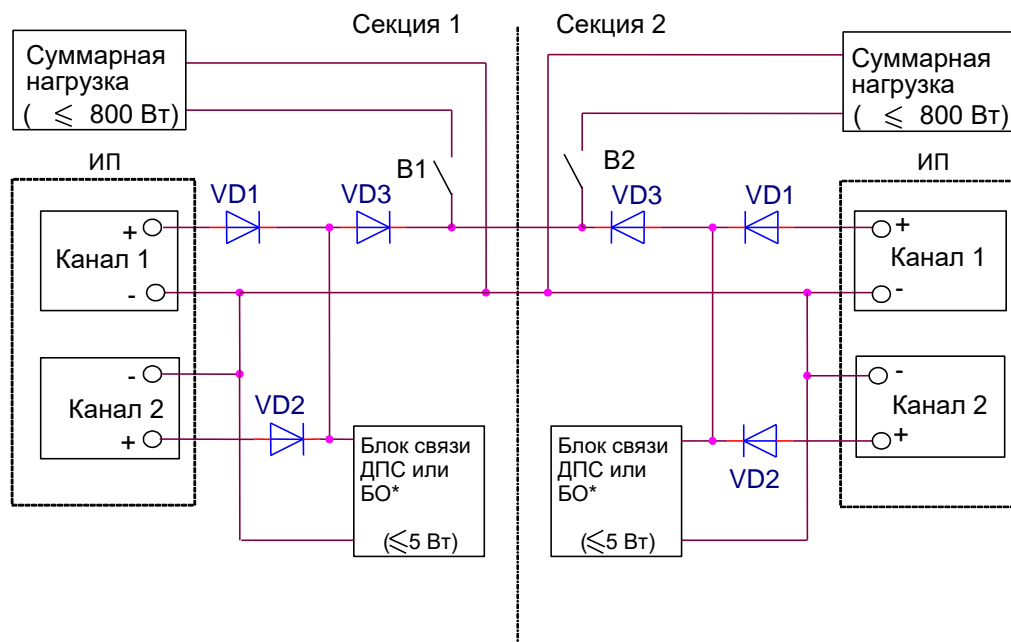 Секция 1
Секция 2
Суммарная
нагрузка
( ⩽ 800 Вт)
Суммарная
нагрузка
( ⩽ 800 Вт)
ИП
В1
В2
ИП
VD1
VD3
VD3
VD1
+
Канал 1
-
+
Канал 1
-
-
Канал 2
+
VD2
-
Канал 2
+
VD2
Блок связи
ДПС или
БО*
(⩽5 Вт)
Блок связи
ДПС или
БО*
(⩽5 Вт)